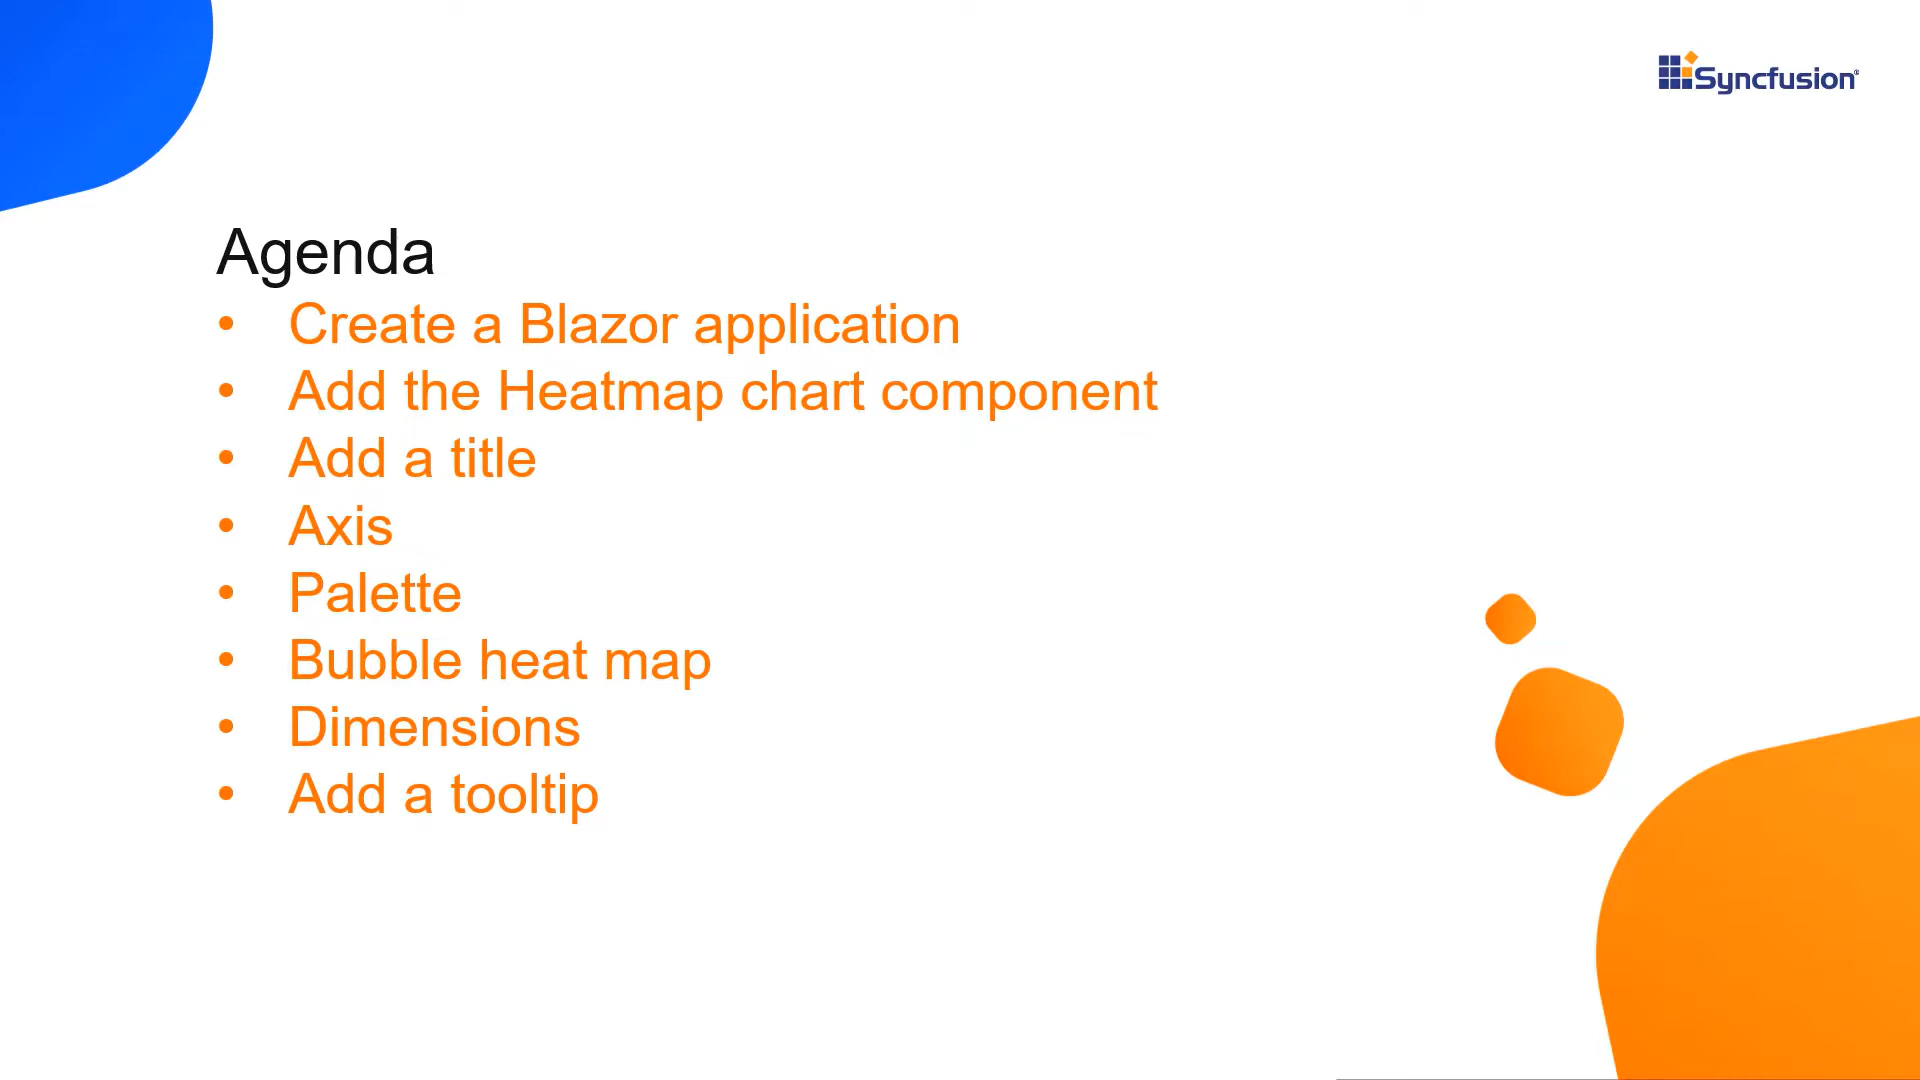 Syncfusion®
Agenda
• Create a Blazor application
• Add the Heatmap chart component
• Add a title
• Axis
• Palette
• Bubble heat map
• Dimensions
• Add a tooltip